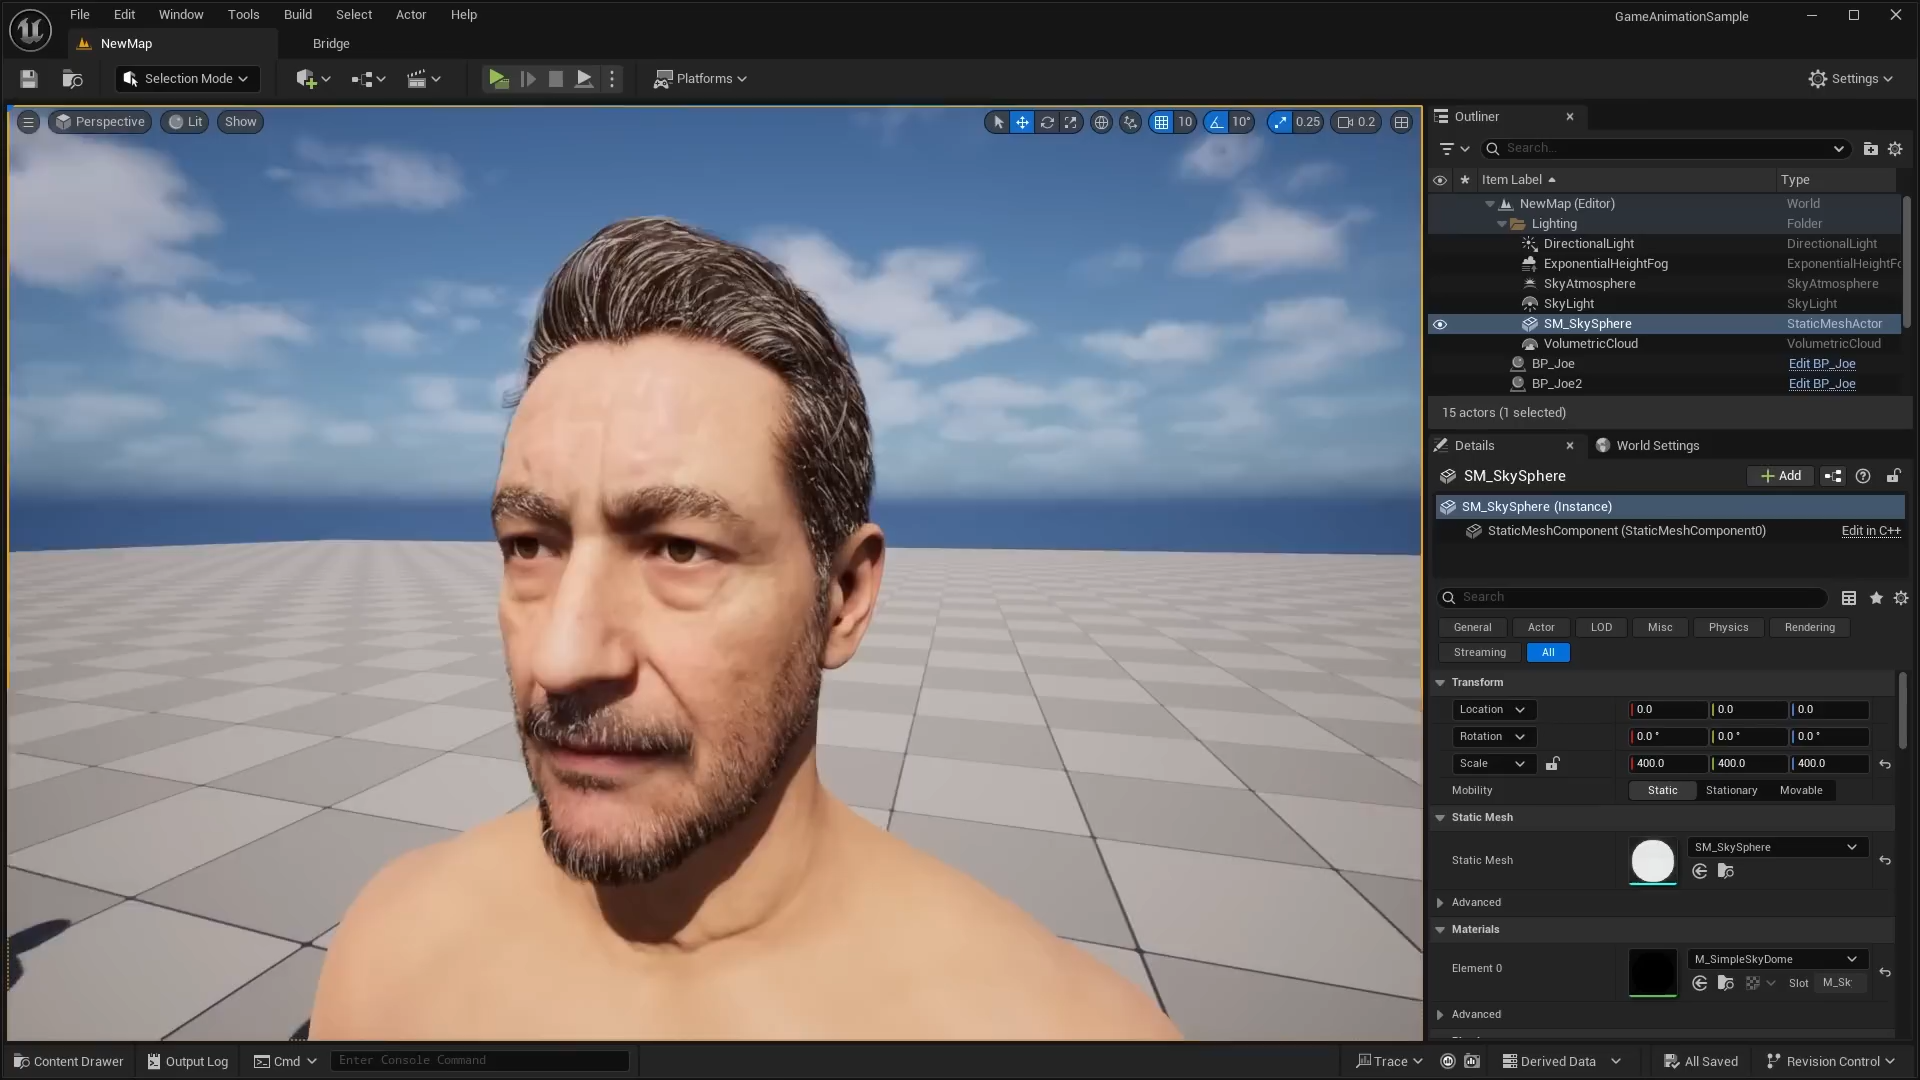 File Edit Window Tools Build Select Actor Help
GameAnimationSample
NewMap
Bridge
Selection Mode
Platforms
Settings
Perspective
Lit
Show
10
10°
0.25
0.2
Outliner
Search...
Item Label
Type
NewMap (Editor) World
Lighting Folder
DirectionalLight DirectionalLight
ExponentialHeightFog ExponentialHeightFo
SkyAtmosphere SkyAtmosphere
SkyLight SkyLight
SM_SkySphere StaticMeshActor
VolumetricCloud VolumetricCloud
BP_Joe Edit BP_Joe
BP_Joe2 Edit BP_Joe
15 actors (1 selected)
Details
World Settings
SM_SkySphere
Add
SM_SkySphere (Instance)
StaticMeshComponent (StaticMeshComponent0) Edit in C++
Search
General Actor LOD Misc Physics Rendering
Streaming All
Transform
Location 0.0 0.0 0.0
Rotation 0.0 ° 0.0 ° 0.0 °
Scale 400.0 400.0 400.0
Mobility Static Stationary Movable
Static Mesh
Static Mesh SM_SkySphere
Advanced
Materials
Element 0 M_SimpleSkyDome
Slot M_Sk
Advanced
Content Drawer
Output Log
Cmd
Enter Console Command
Trace
Derived Data
All Saved
Revision Control